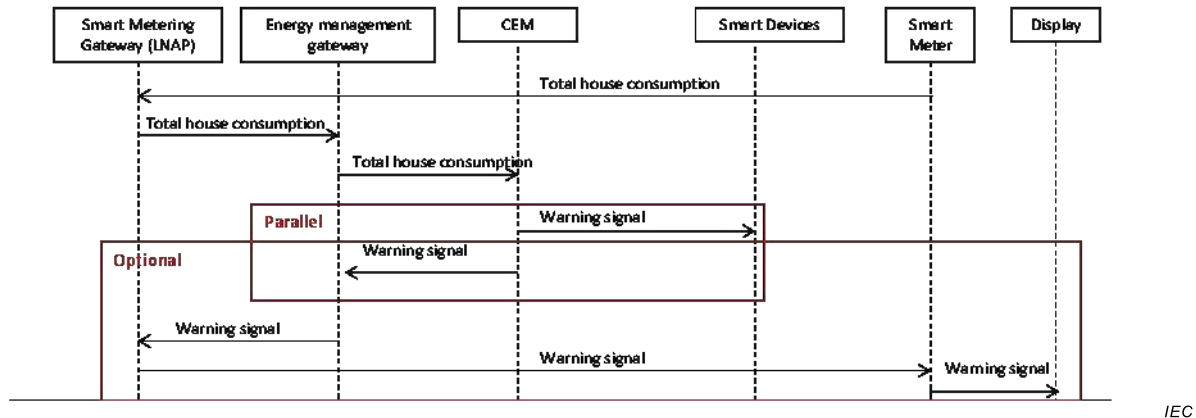 Smart Metering
Gateway (LNAP)
Energy management
gateway
CEM
Smart Devices
Smart
Meter
Display
Total house consumption
Total house consumption
Total house consumption
Parallel
Warning signal
Optional
Warning signal
Warning signal
Warning signal
Warning signal
IEC